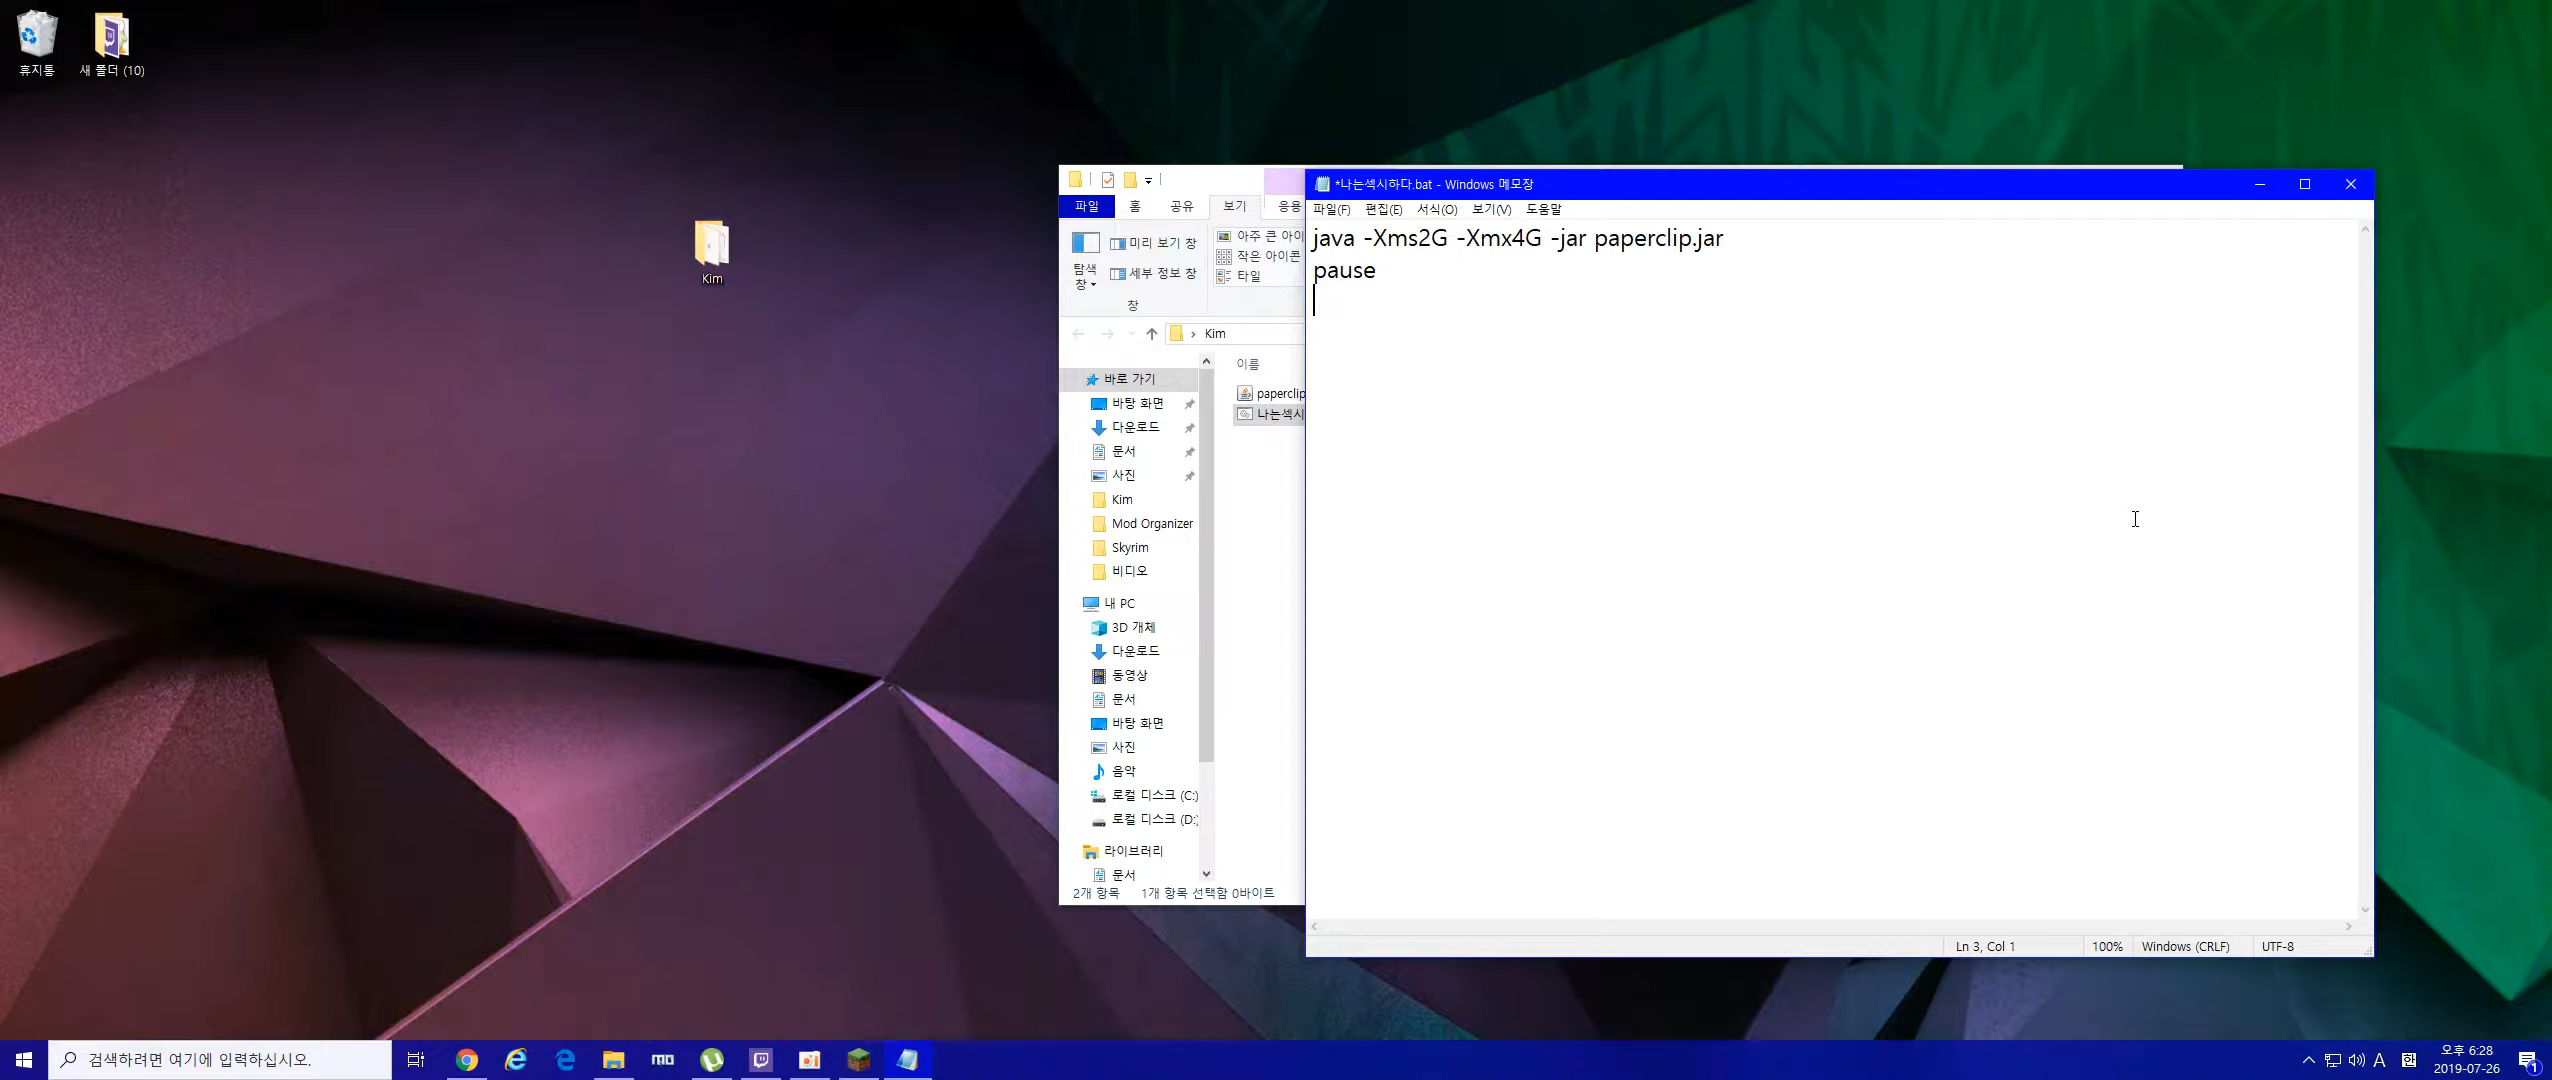 휴지통
새 폴더 (10)
Kim
파일
홈
공유
보기
응용
탐색
창
미리 보기 창
세부 정보 창
창
아주 큰 아이
작은 아이콘
타일
Kim
이름
paperclip
나는섹시
바로 가기
바탕 화면
다운로드
문서
사진
Kim
Mod Organizer
Skyrim
비디오
내 PC
3D 개체
다운로드
동영상
문서
바탕 화면
사진
음악
로컬 디스크 (C:)
로컬 디스크 (D:)
라이브러리
문서
2개 항목
1개 항목 선택함 0바이트
*나는섹시하다.bat - Windows 메모장
파일(F) 편집(E) 서식(O) 보기(V) 도움말
java -Xms2G -Xmx4G -jar paperclip.jar
pause
Ln 3, Col 1
100%
Windows (CRLF)
UTF-8
검색하려면 여기에 입력하십시오.
MO
A
오후 6:28
2019-07-26
1